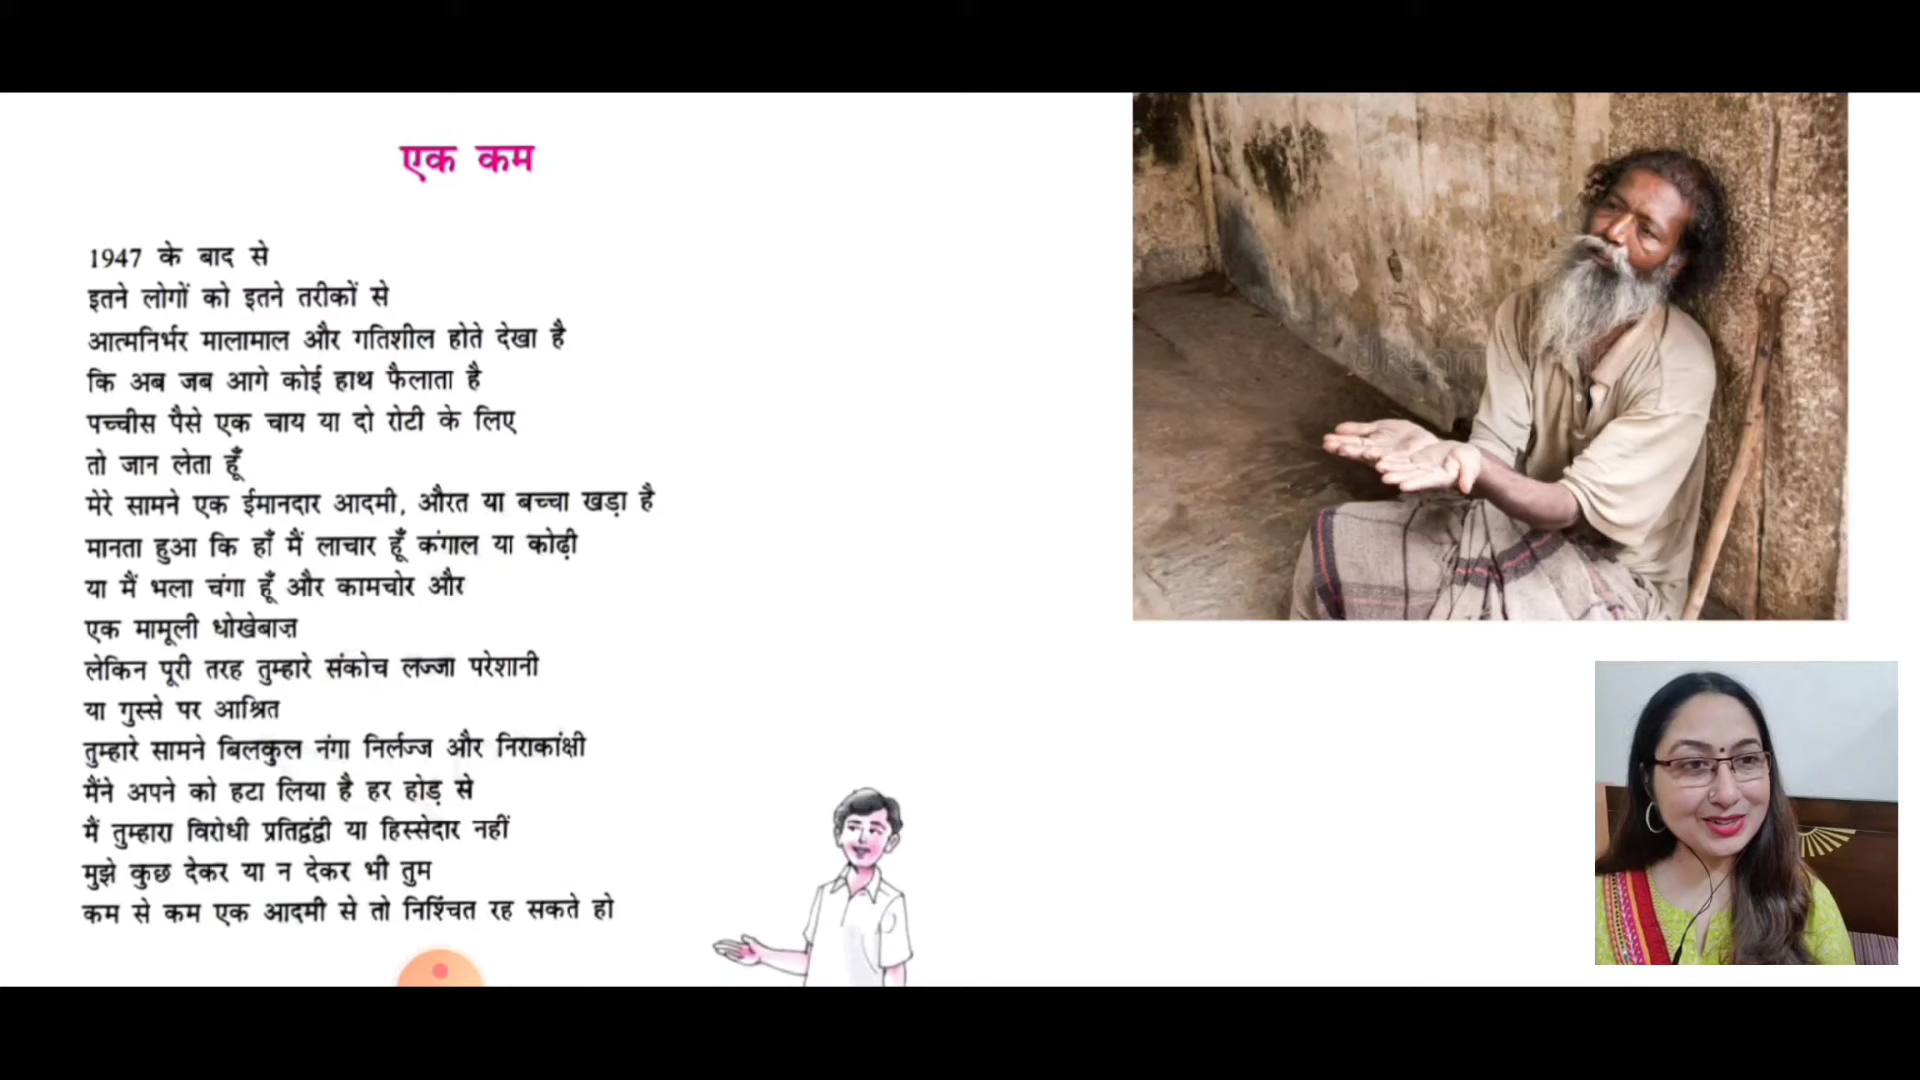 एक कम
1947 के बाद से
इतने लोगों को इतने तरीकों से
आत्मनिर्भर मालामाल और गतिशील होते देखा है
कि अब जब आगे कोई हाथ फैलाता है
पच्चीस पैसे एक चाय या दो रोटी के लिए
तो जान लेता हूँ
मेरे सामने एक ईमानदार आदमी, औरत या बच्चा खड़ा है
मानता हुआ कि हाँ मैं लाचार हूँ कंगाल या कोढ़ी
या मैं भला चंगा हूँ और कामचोर और
एक मामूली धोखेबाज़
लेकिन पूरी तरह तुम्हारे संकोच लज्जा परेशानी
या गुस्से पर आश्रित
तुम्हारे सामने बिलकुल नंगा निर्लज्ज और निराकांक्षी
मैंने अपने को हटा लिया है हर होड़ से
मैं तुम्हारा विरोधी प्रतिद्वंद्वी या हिस्सेदार नहीं
मुझे कुछ देकर या न देकर भी तुम
कम से कम एक आदमी से तो निश्चिंत रह सकते हो